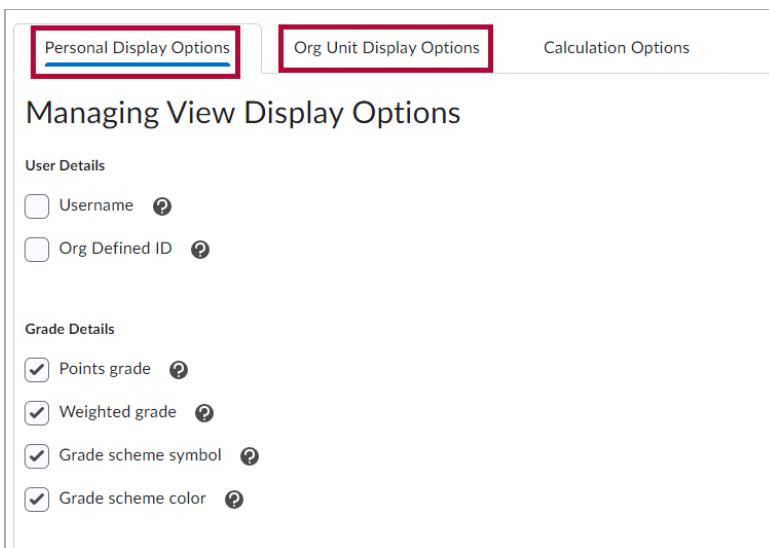 Personal Display Options Org Unit Display Options Calculation Options
Managing View Display Options
User Details
Username
Org Defined ID
Grade Details
Points grade
Weighted grade
Grade scheme symbol
Grade scheme color